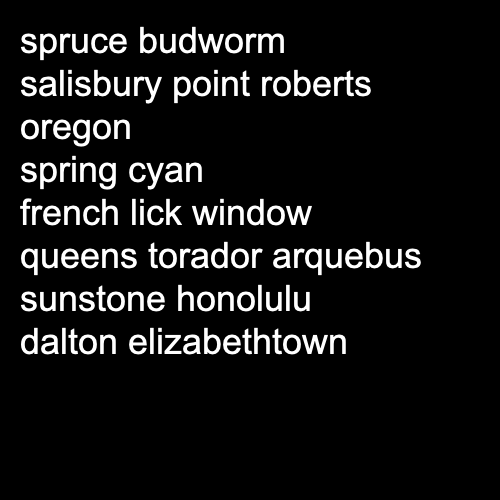 spruce budworm
salisbury point roberts
oregon
spring cyan
french lick window
queens torador arquebus
sunstone honolulu
dalton elizabethtown